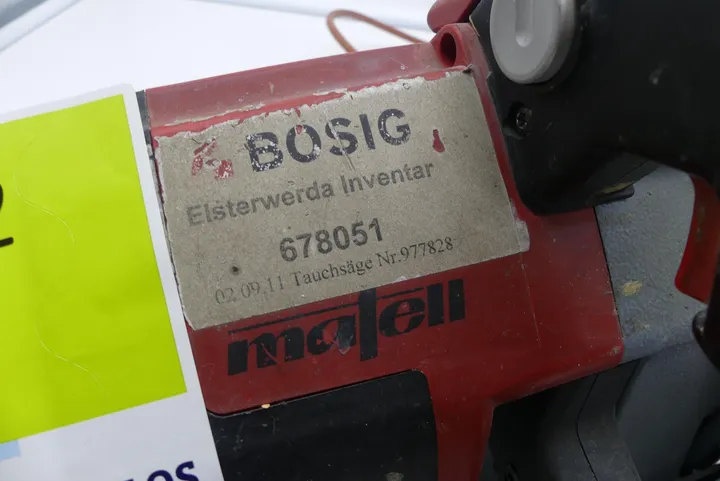 BOSIG
Elsterwerda Inventar
678051
02.09.11 Tauchsäge Nr.977828
mafell